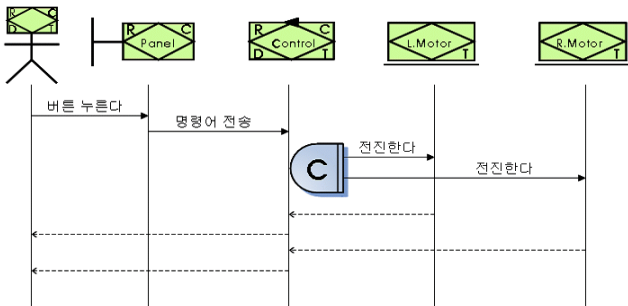 R C
D T
R C
Panel
R C
Control
D T
L.Motor
T
R.Motor
T
버튼 누른다
명령어 전송
전진한다
C
전진한다